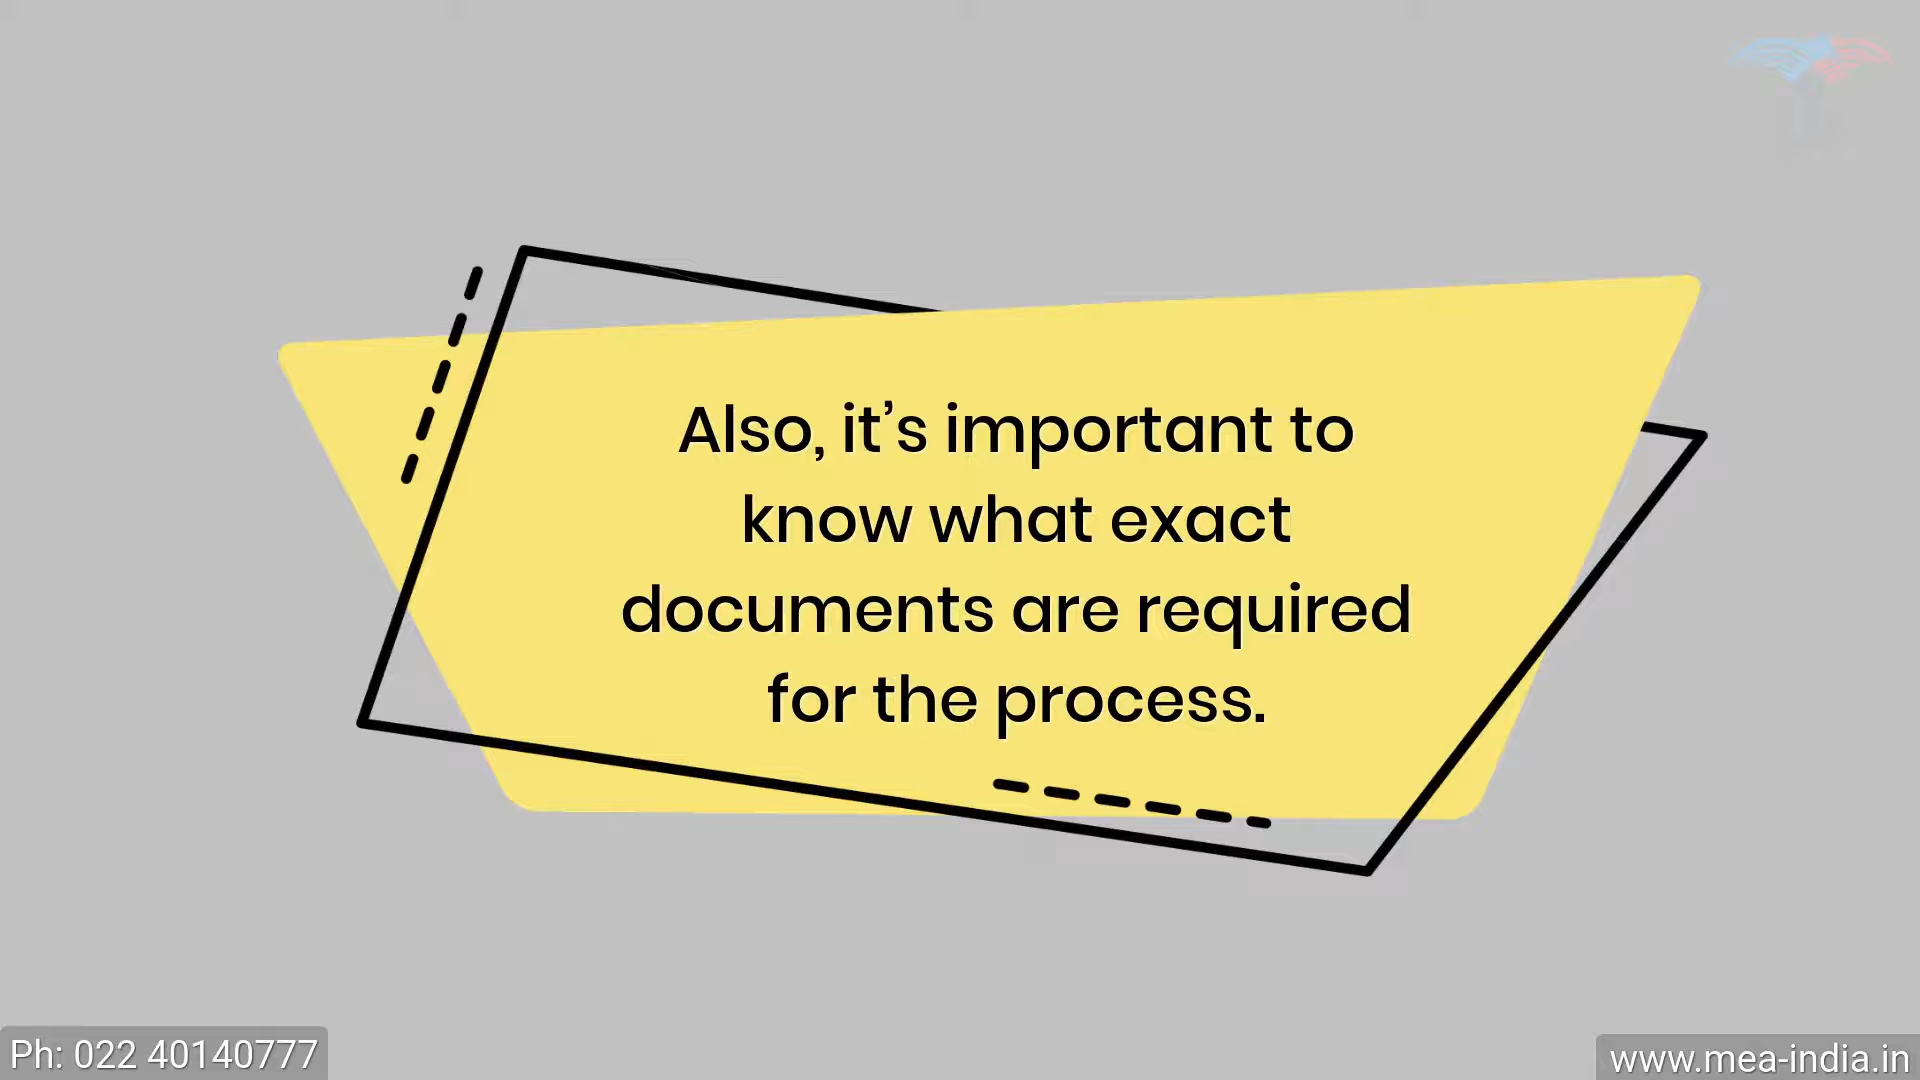 Also, it’s important to
know what exact
documents are required
for the process.
Ph: 022 40140777
www.mea-india.in